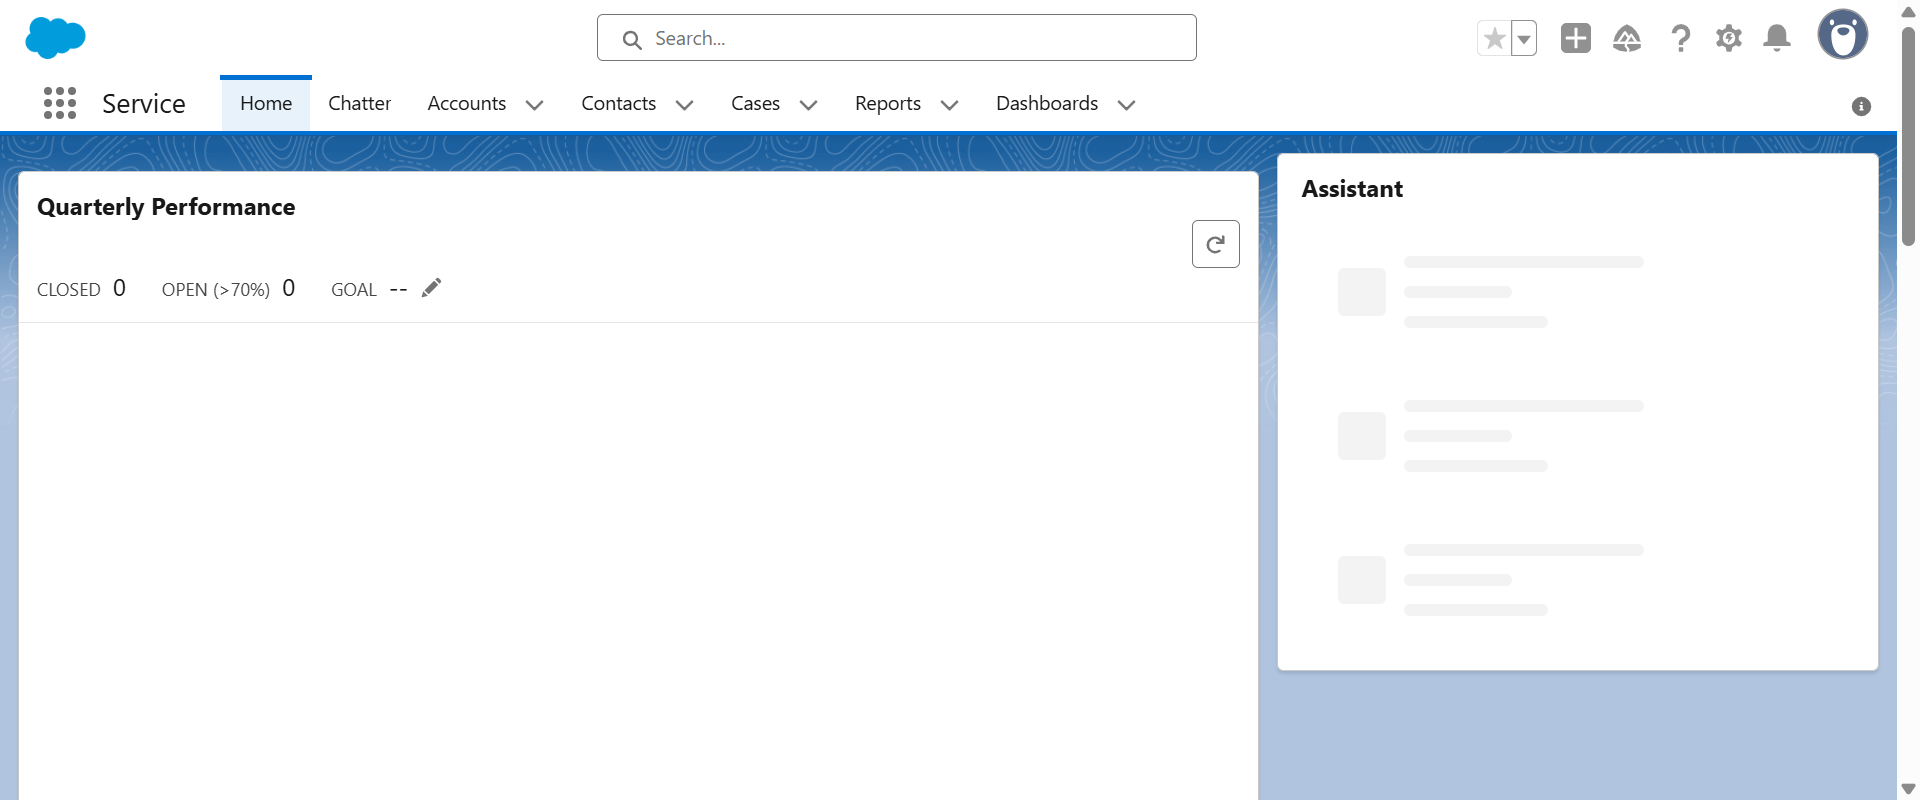 Search...
Service
Home
Chatter
Accounts
Contacts
Cases
Reports
Dashboards
Quarterly Performance
CLOSED 0 OPEN (>70%) 0 GOAL --
Assistant